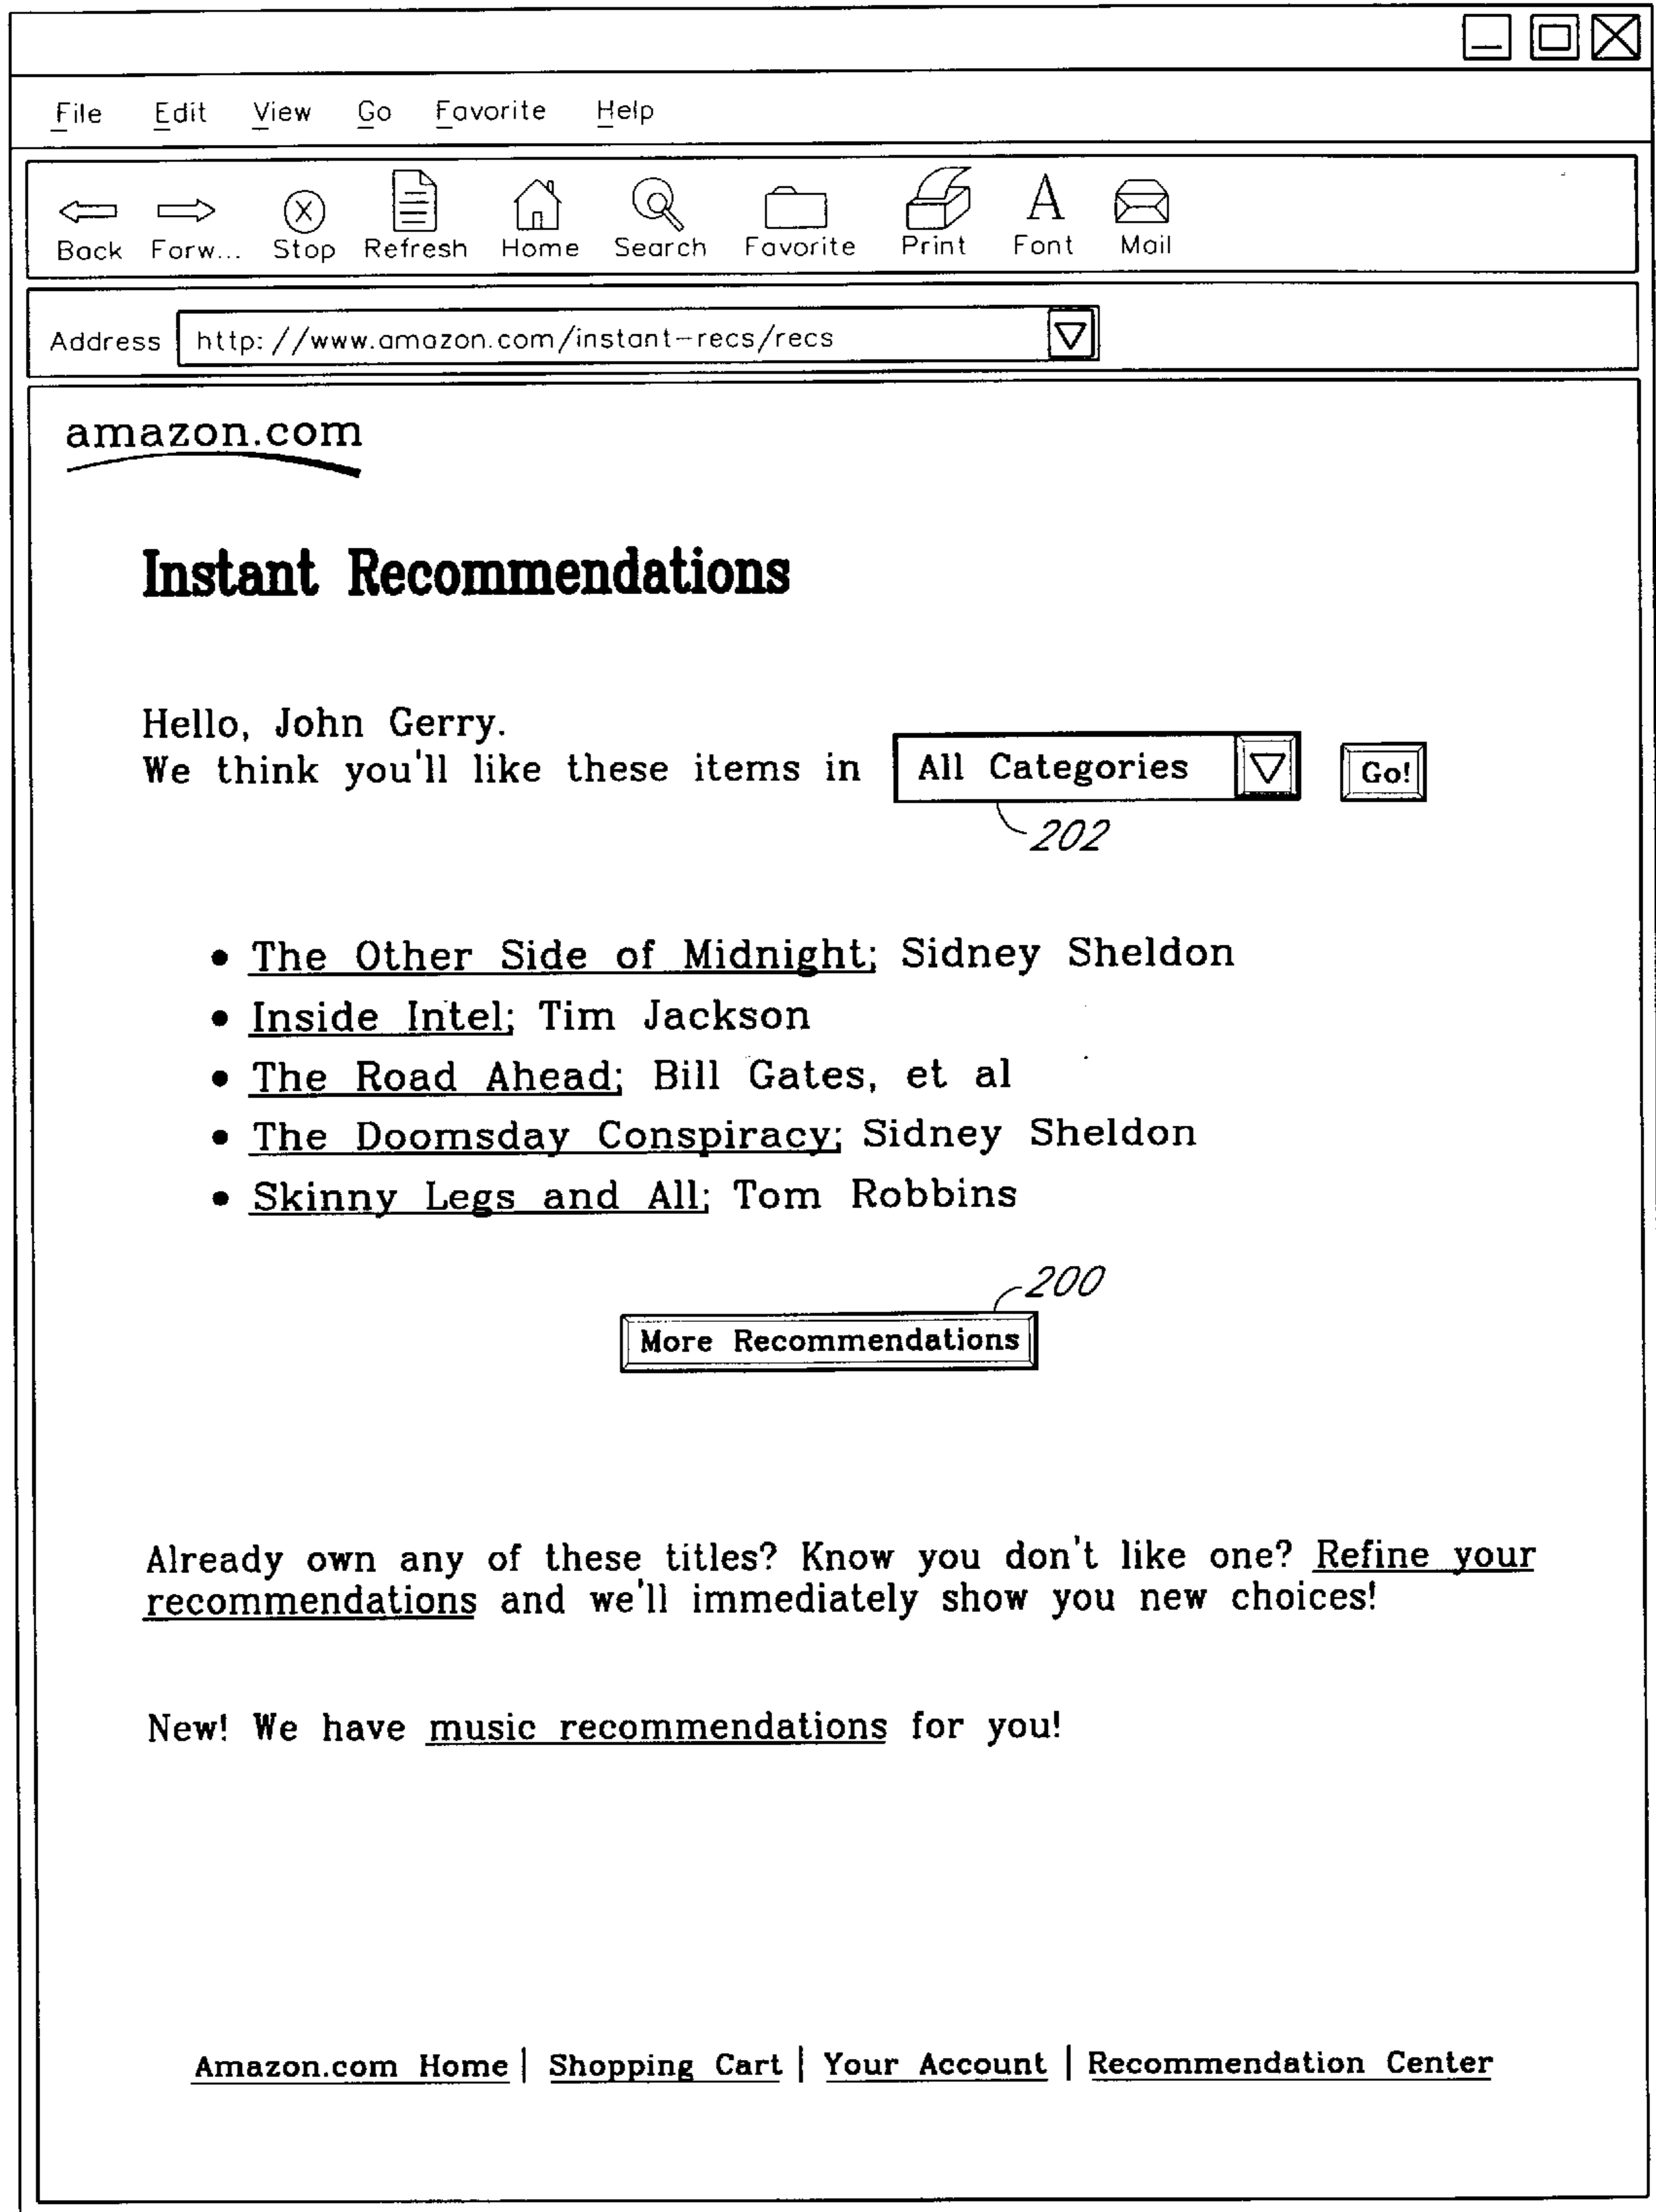 File Edit View Go Favorite Help
Back Forw... Stop Refresh Home Search Favorite Print Font Mail
Address http://www.amazon.com/instant-recs/recs
amazon.com
Instant Recommendations
Hello, John Gerry.
We think you'll like these items in All Categories Go!
202
• The Other Side of Midnight; Sidney Sheldon
• Inside Intel; Tim Jackson
• The Road Ahead; Bill Gates, et al
• The Doomsday Conspiracy; Sidney Sheldon
• Skinny Legs and All; Tom Robbins
200
More Recommendations
Already own any of these titles? Know you don't like one? Refine your
recommendations and we'll immediately show you new choices!
New! We have music recommendations for you!
Amazon.com Home | Shopping Cart | Your Account | Recommendation Center